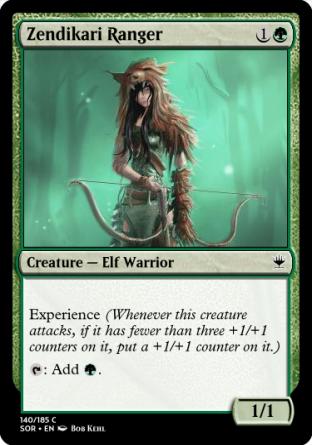 Zendikari Ranger 1
Creature — Elf Warrior
Experience (Whenever this creature
attacks, if it has fewer than three +1/+1
counters on it, put a +1/+1 counter on it.)
: Add .
1/1
140/185 C
SOR • EN Bob Kehl